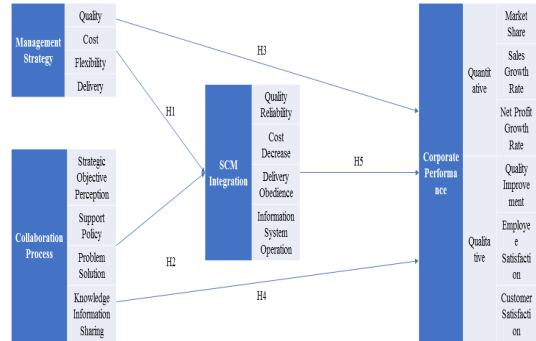 Management
Strategy
Quality
Cost
Flexibility
Delivery
H3
H1
Collaboration
Process
Strategic
Objective
Perception
Support
Policy
Problem
Solution
Knowledge
Information
Sharing
H2
H4
SCM
Integration
Quality
Reliability
Cost
Decrease
Delivery
Obedience
Information
System
Operation
H5
Corporate
Performa
nce
Quantit
ative
Market
Share
Sales
Growth
Rate
Net Profit
Growth
Rate
Qualita
tive
Quality
Improve
ment
Employe
e
Satisfacti
on
Customer
Satisfacti
on